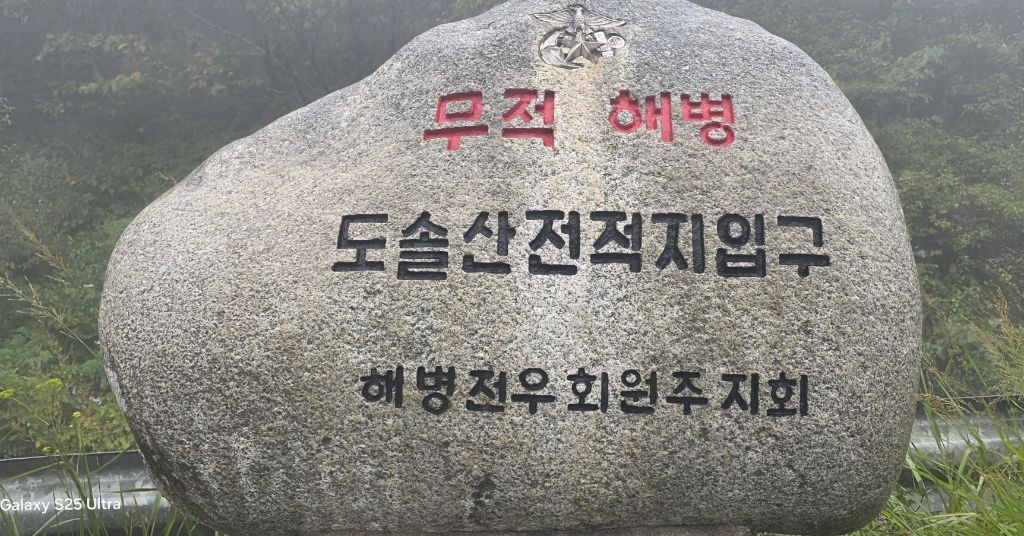 무적 해병
도솔산전적지입구
해병전우회원주지회
Galaxy S25 Ultra